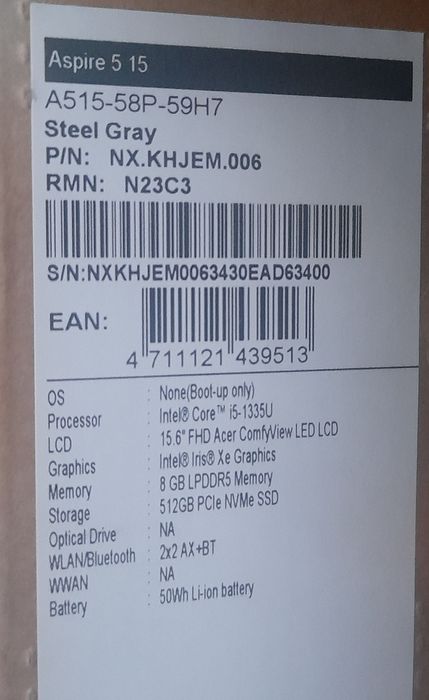 Aspire 5 15
A515-58P-59H7
Steel Gray
P/N: NX.KHJEM.006
RMN: N23C3
S/N:NXKHJEM0063430EAD63400
EAN:
4 711121 439513
OS : None(Boot-up only)
Processor : Intel® Core™ i5-1335U
LCD : 15.6" FHD Acer ComfyView LED LCD
Graphics : Intel® Iris® Xe Graphics
Memory : 8 GB LPDDR5 Memory
Storage : 512GB PCIe NVMe SSD
Optical Drive : NA
WLAN/Bluetooth : 2x2 AX+BT
WWAN : NA
Battery : 50Wh Li-ion battery